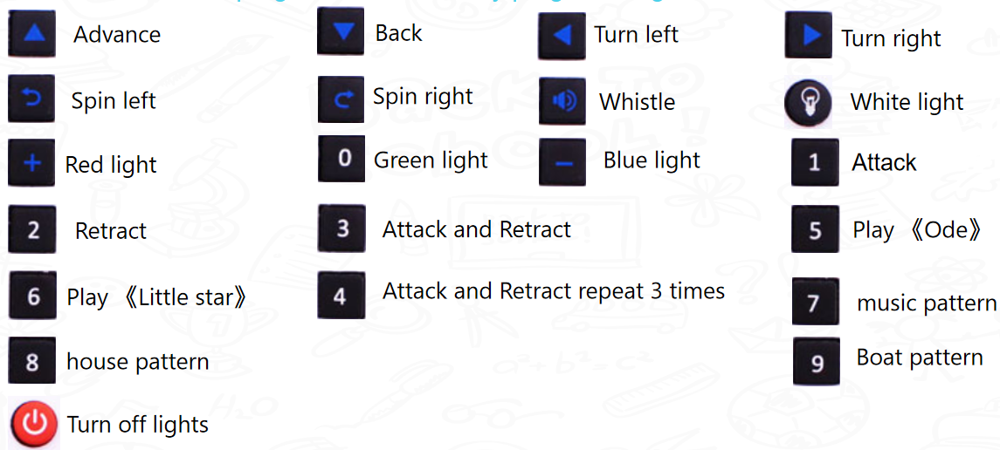 Advance
Back
Turn left
Turn right
Spin left
Spin right
Whistle
White light
Red light
0 Green light
Blue light
1 Attack
2 Retract
3 Attack and Retract
5 Play 《Ode》
6 Play 《Little star》
4 Attack and Retract repeat 3 times
7 music pattern
8 house pattern
9 Boat pattern
Turn off lights